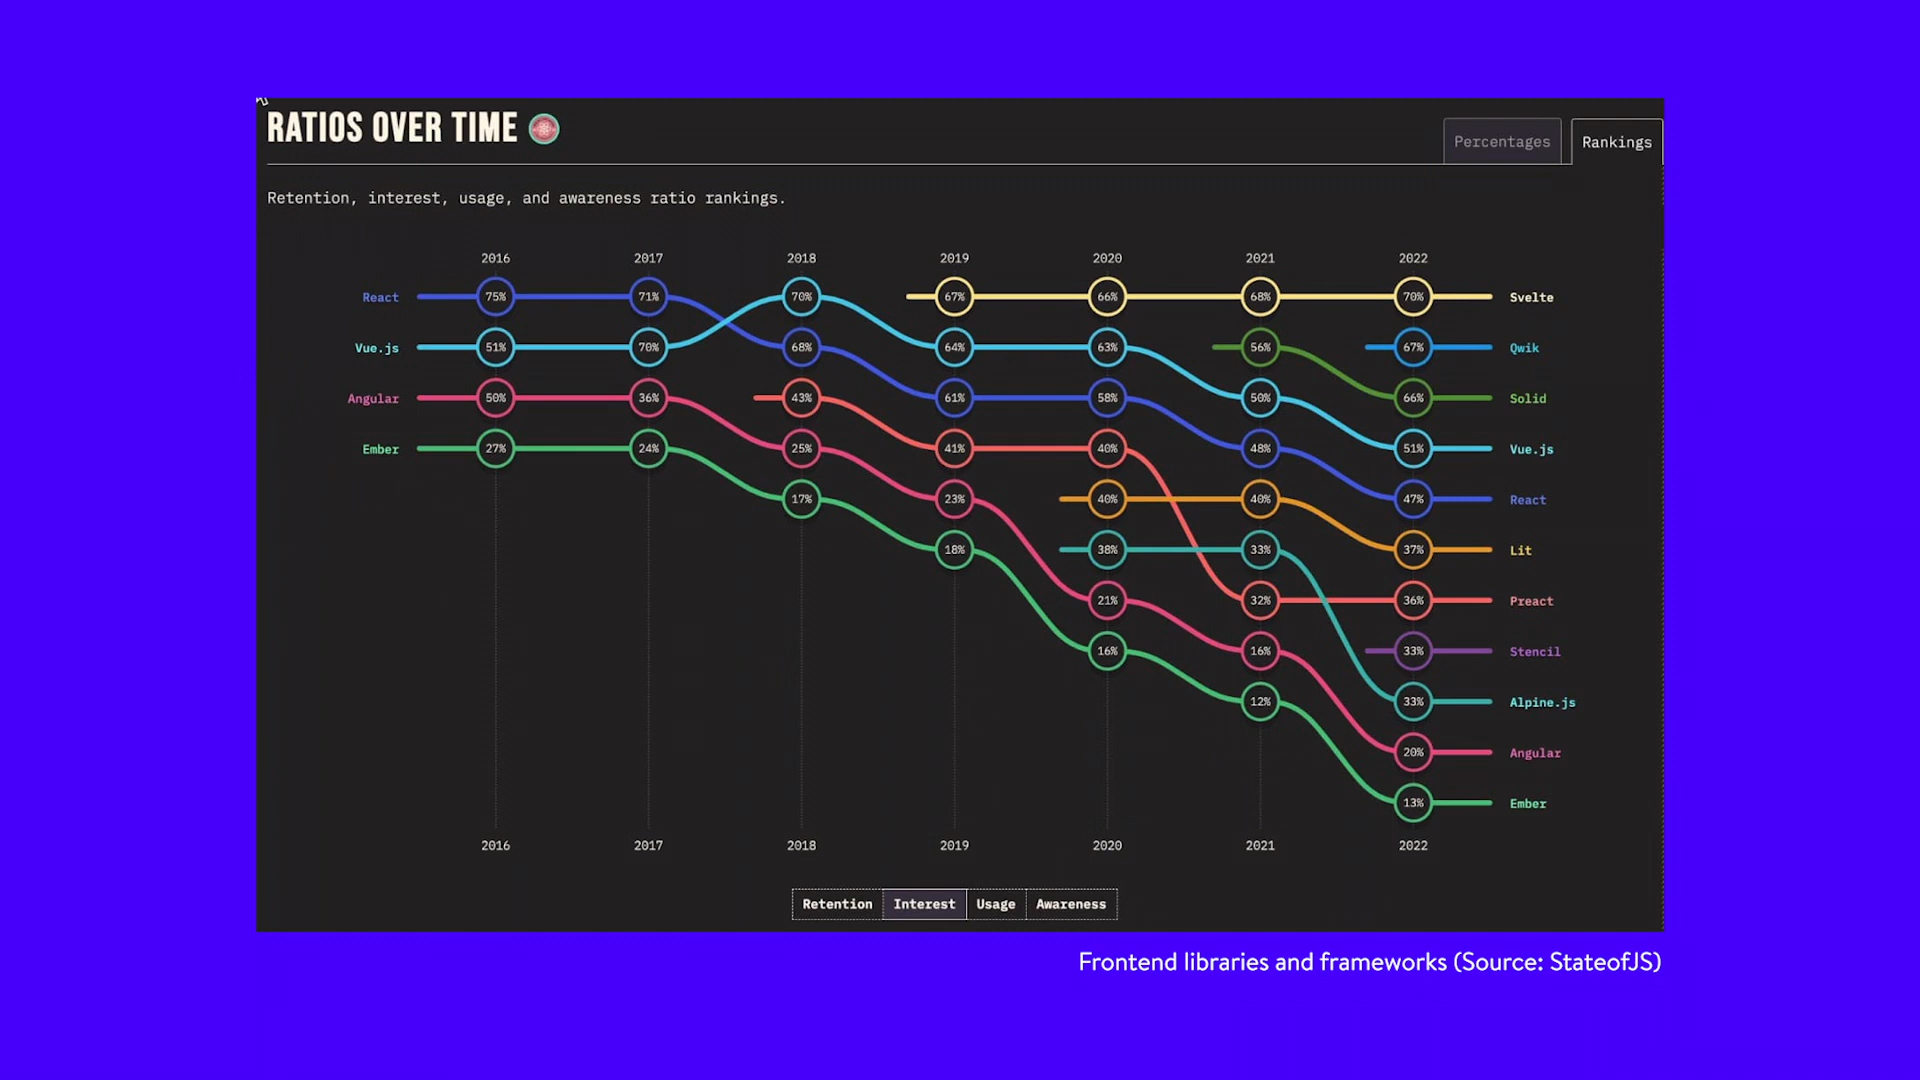 RATIOS OVER TIME
Percentages
Rankings
Retention, interest, usage, and awareness ratio rankings.
2016 2017 2018 2019 2020 2021 2022
React 75% 71% 70% 67% 66% 68% 70% Svelte
Vue.js 51% 70% 68% 64% 63% 56% 67% Qwik
Angular 50% 36% 43% 61% 58% 50% 66% Solid
Ember 27% 24% 25% 41% 40% 48% 51% Vue.js
17% 23% 40% 40% 47% React
18% 38% 33% 37% Lit
21% 32% 36% Preact
16% 16% 33% Stencil
12% 33% Alpine.js
20% Angular
13% Ember
2016 2017 2018 2019 2020 2021 2022
Retention Interest Usage Awareness
Frontend libraries and frameworks (Source: StateofJS)